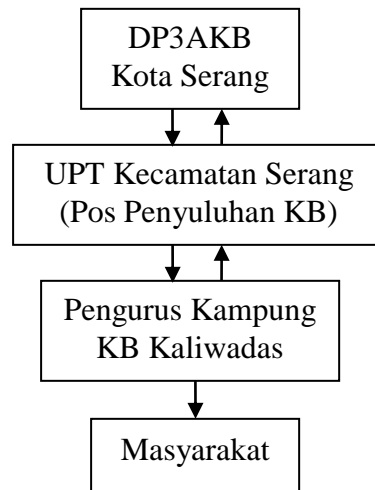 DP3AKB
Kota Serang
UPT Kecamatan Serang
(Pos Penyuluhan KB)
Pengurus Kampung
KB Kaliwadas
Masyarakat